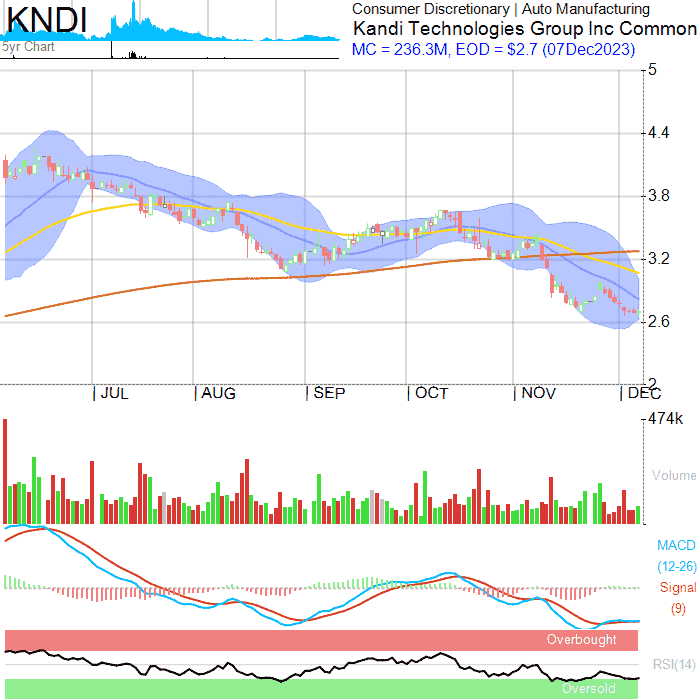 KNDI
5yr Chart
Consumer Discretionary | Auto Manufacturing
Kandi Technologies Group Inc Common
MC = 236.3M, EOD = $2.7 (07Dec2023)
5
4.4
3.8
3.2
2.6
2
| JUL | AUG | SEP | OCT | NOV | DEC
474k
Volume
MACD
(12-26)
Signal
(9)
Overbought
RSI(14)
Oversold